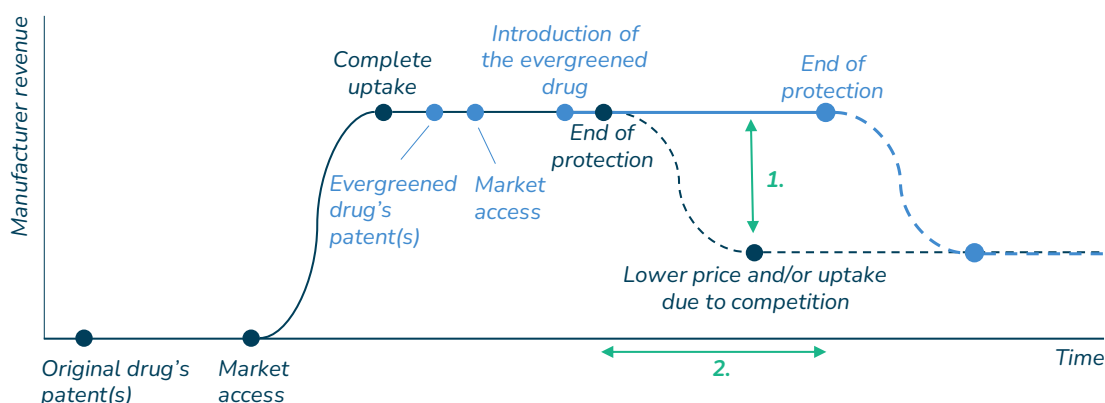 Manufacturer revenue
Complete
uptake
Introduction of
the evergreened
drug
End of
protection
End of
protection
Evergreened
drug's
patent(s)
Market
access
1.
Lower price and/or uptake
due to competition
2.
Time
Original drug's
patent(s)
Market
access